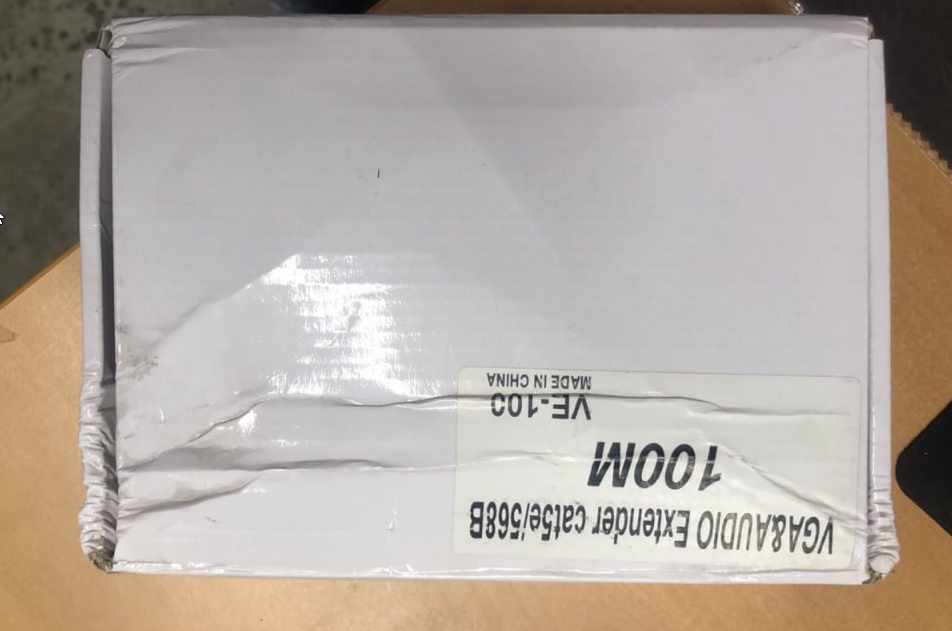 VGA&AUDIO Extender cat5e/568B
100M
VE-100
MADE IN CHINA